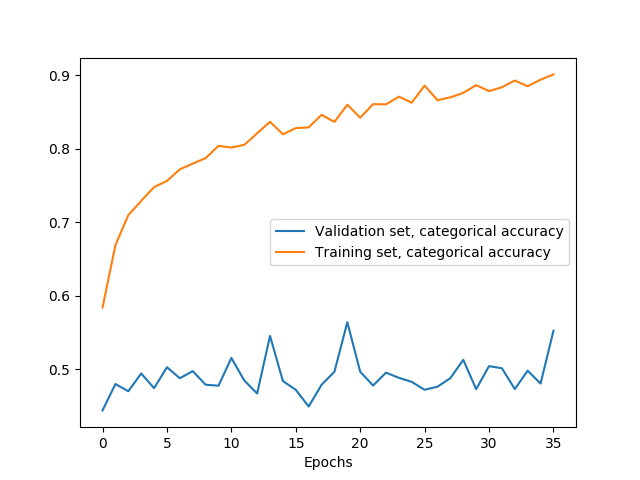 0.9
0.8
0.7
Validation set, categorical accuracy
Training set, categorical accuracy
0.6
0.5
0 5 10 15 20 25 30 35
Epochs